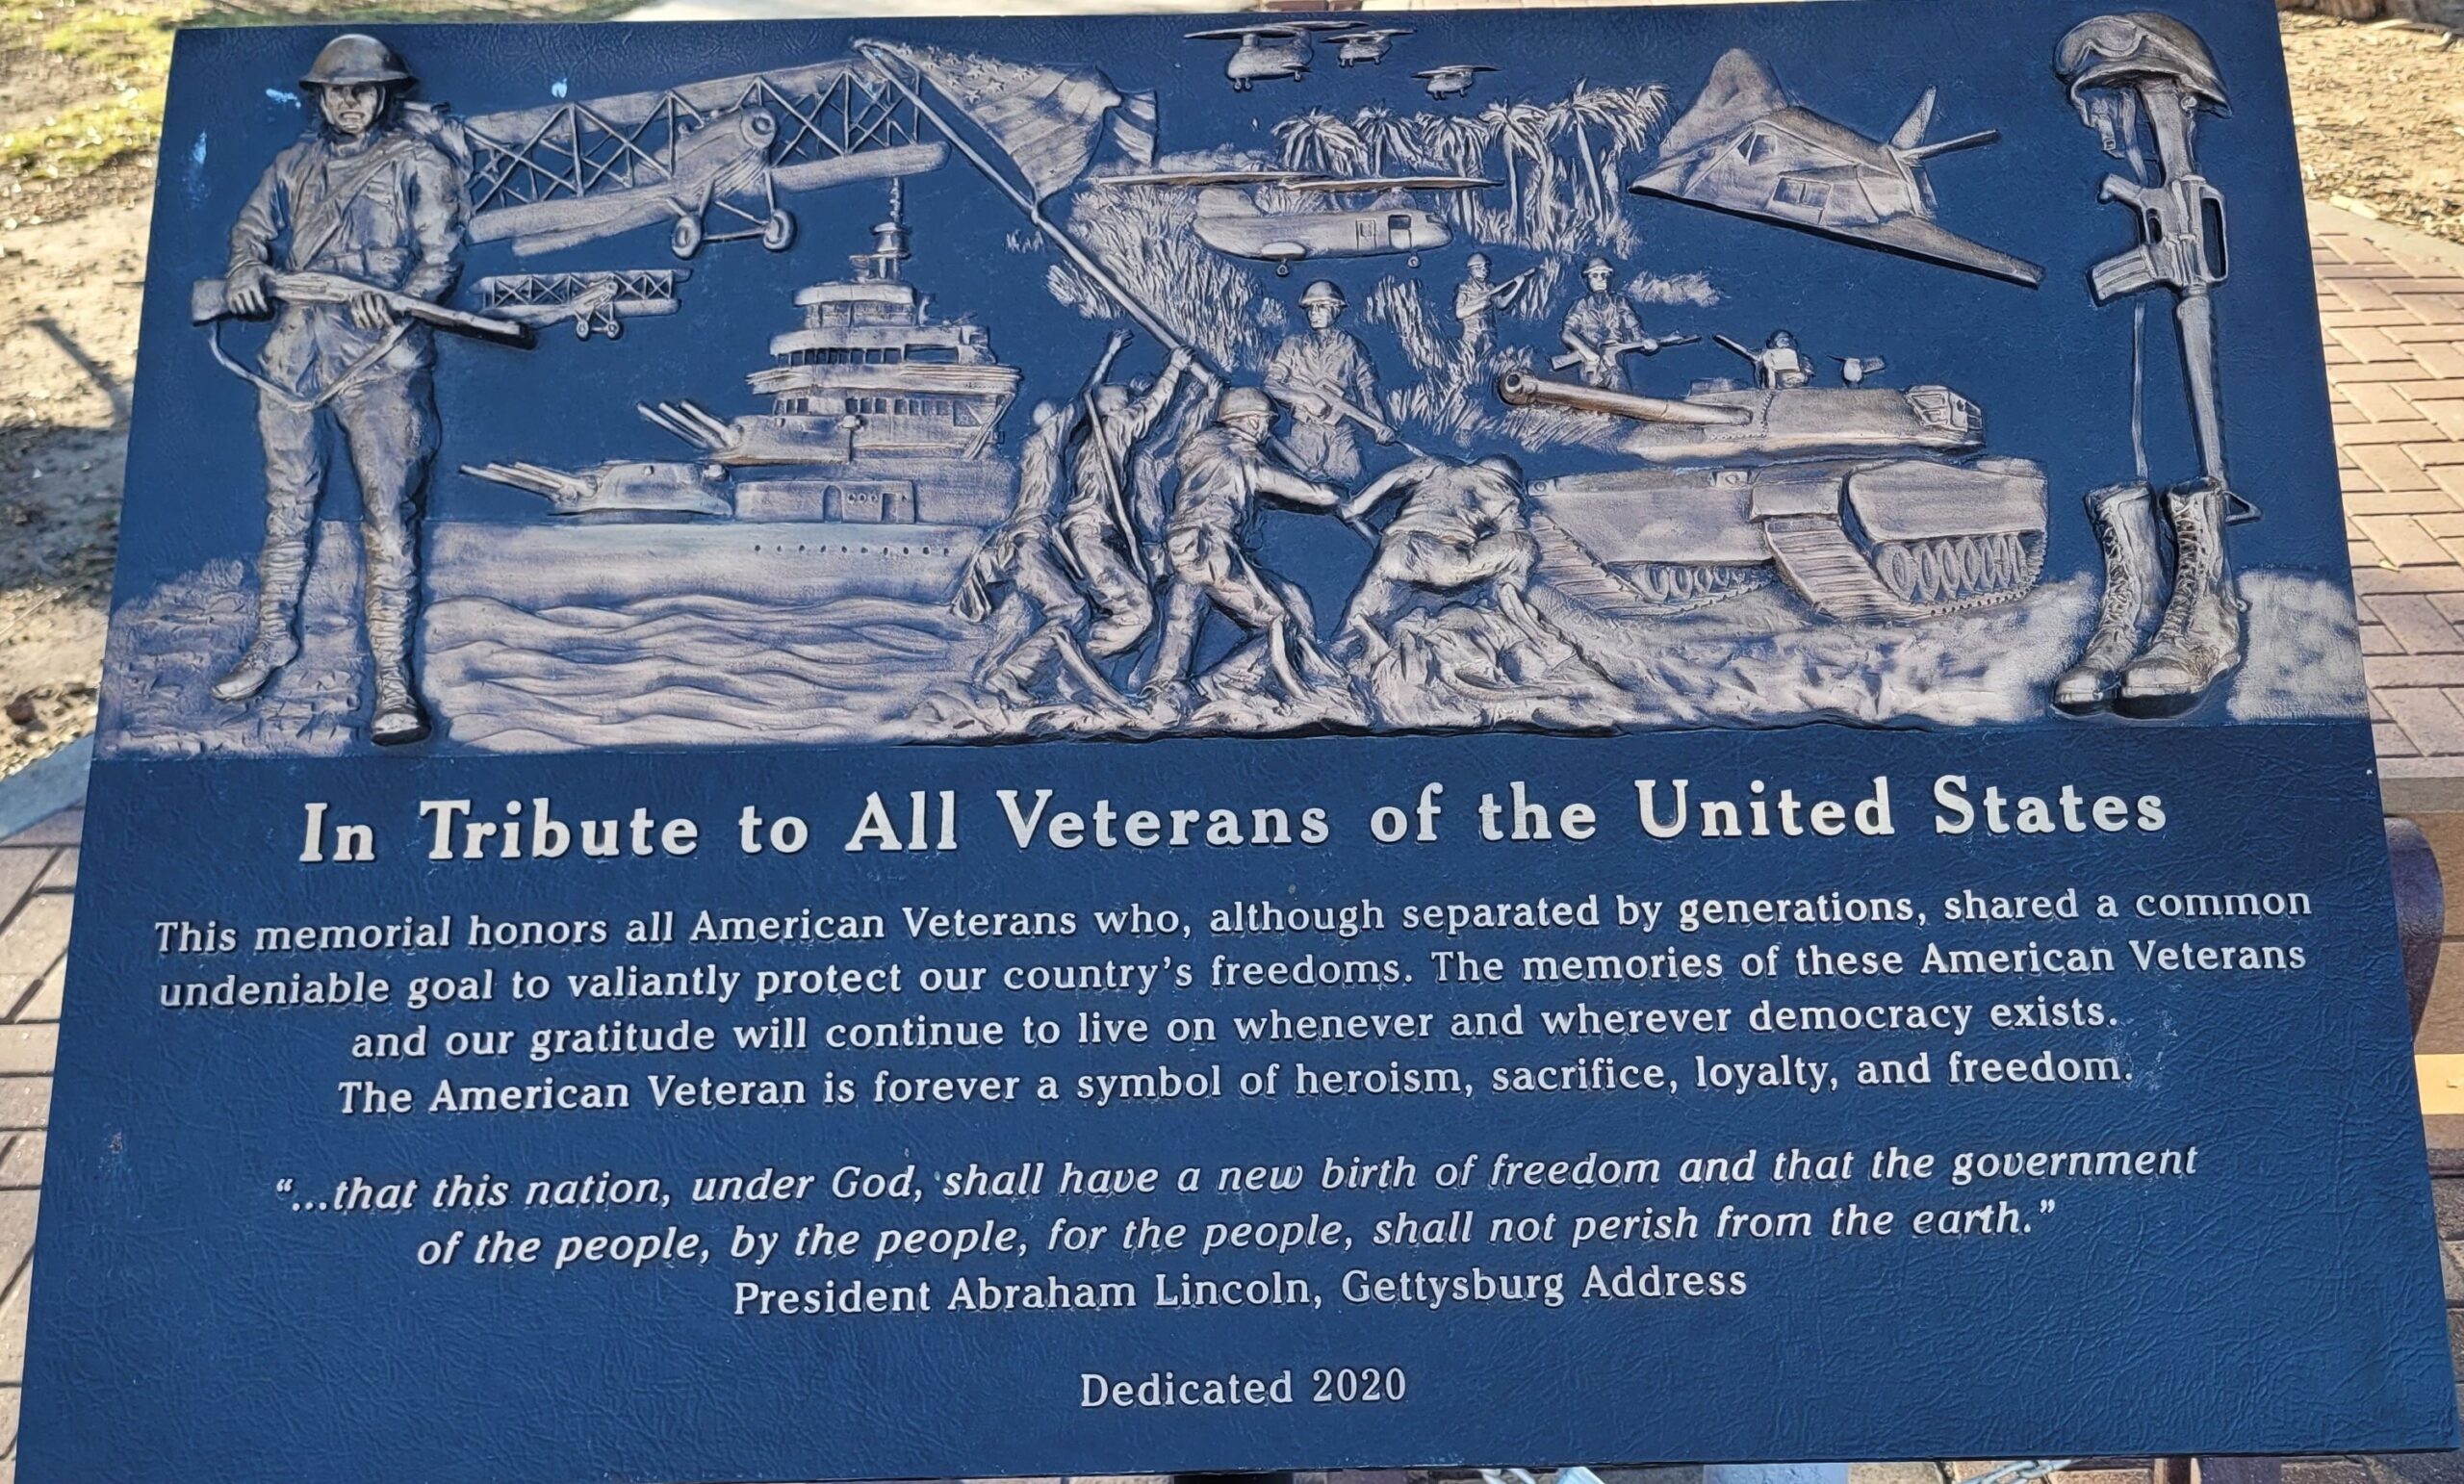 In Tribute to All Veterans of the United States
This memorial honors all American Veterans who, although separated by generations, shared a common
undeniable goal to valiantly protect our country's freedoms. The memories of these American Veterans
and our gratitude will continue to live on whenever and wherever democracy exists.
The American Veteran is forever a symbol of heroism, sacrifice, loyalty, and freedom.
“...that this nation, under God, shall have a new birth of freedom and that the government
of the people, by the people, for the people, shall not perish from the earth.”
President Abraham Lincoln, Gettysburg Address
Dedicated 2020